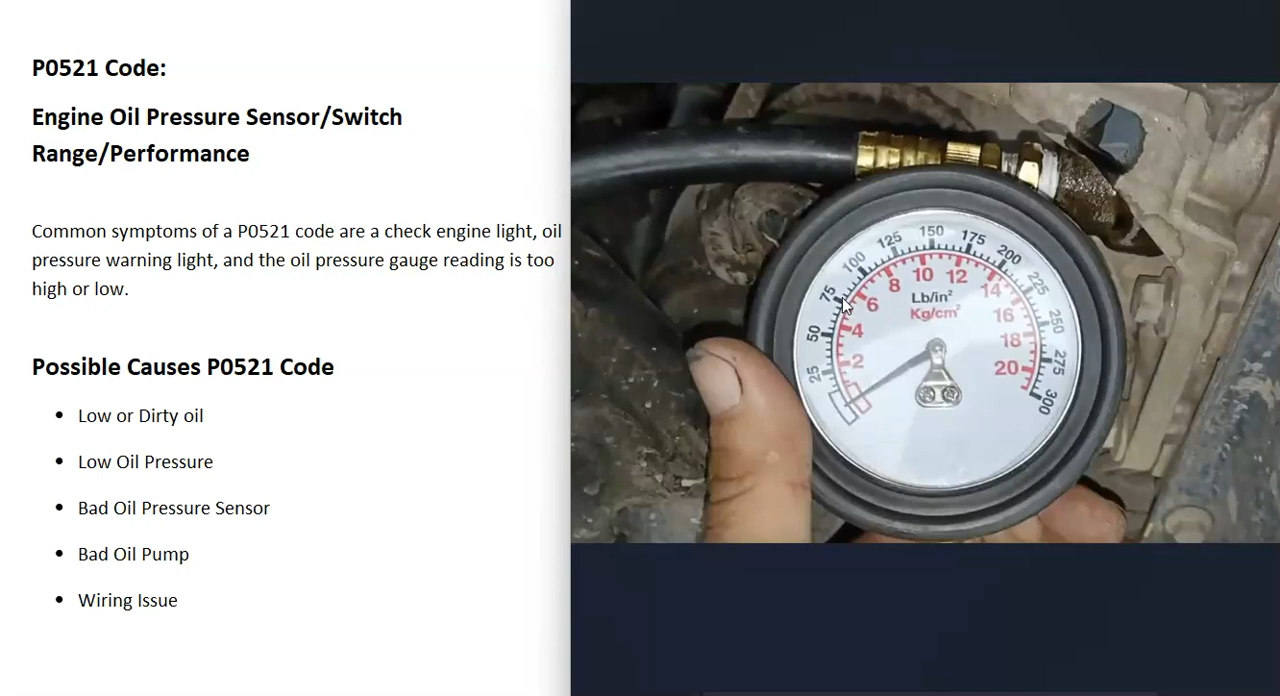 P0521 Code:
Engine Oil Pressure Sensor/Switch
Range/Performance
Common symptoms of a P0521 code are a check engine light, oil
pressure warning light, and the oil pressure gauge reading is too
high or low.
Possible Causes P0521 Code
• Low or Dirty oil
• Low Oil Pressure
• Bad Oil Pressure Sensor
• Bad Oil Pump
• Wiring Issue
25
50
75
100
125
150
175
200
225
250
275
300
2
4
6
8
10
12
14
16
18
20
Lb/in²
Kg/cm²